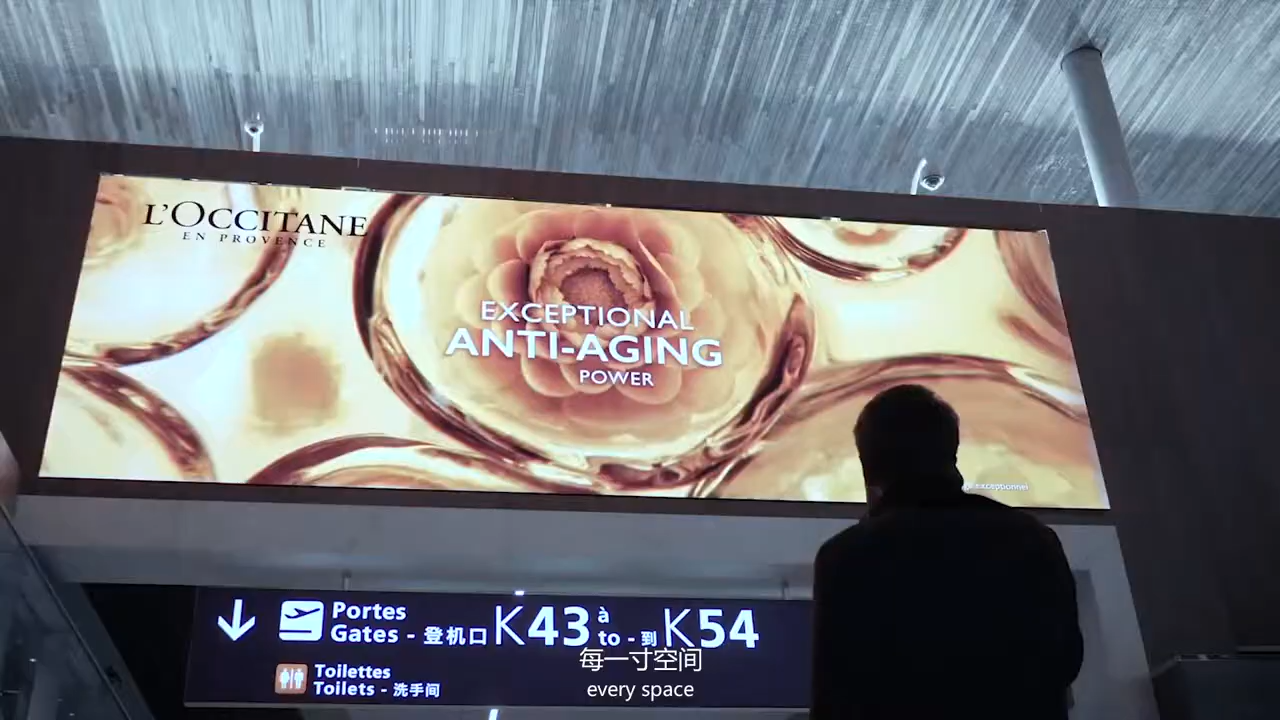 L'OCCITANE
EN PROVENCE
EXCEPTIONAL
ANTI-AGING
POWER
exceptionnel
Portes
Gates - 登机口 K43 à to - 到 K54
Toilettes
Toilets - 洗手间
每一寸空间
every space